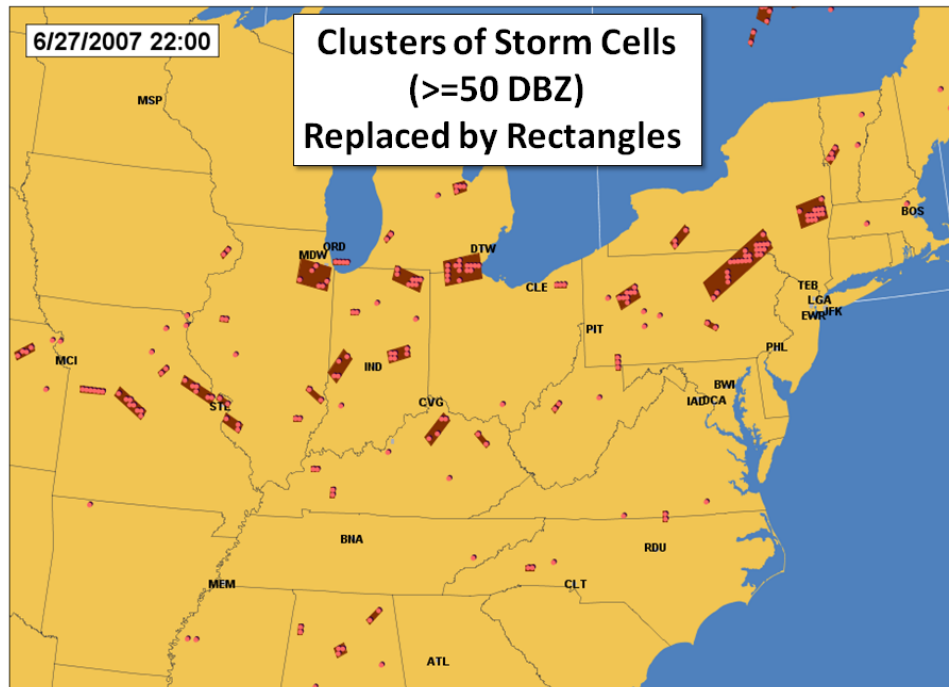 6/27/2007 22:00
Clusters of Storm Cells
(>=50 DBZ)
Replaced by Rectangles
MSP
BOS
MDW
ORD
DTW
CLE
TEB
LGA
EWR
JFK
PIT
PHL
MCI
IND
STL
CVG
BWI
IAD
DCA
BNA
RDU
MEM
CLT
ATL